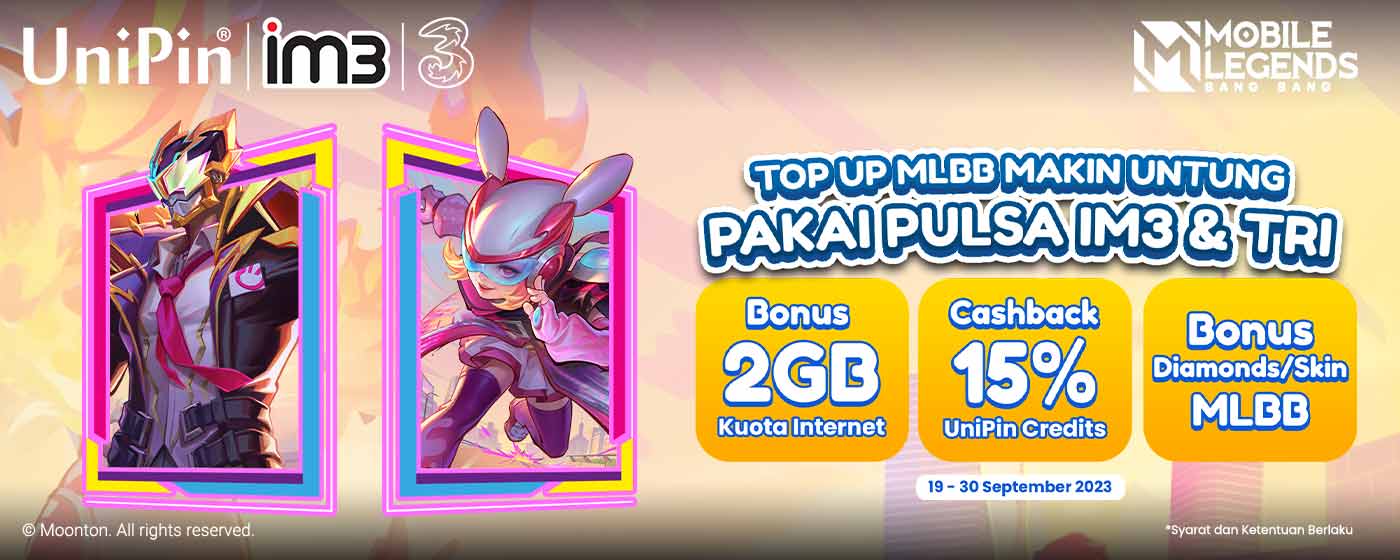 UniPin® | im3 | 3
MOBILE
LEGENDS
BANG BANG
TOP UP MLBB MAKIN UNTUNG
PAKAI PULSA IM3 & TRI
Bonus
2GB
Kuota Internet
Cashback
15%
UniPin Credits
Bonus
Diamonds/Skin
MLBB
19 - 30 September 2023
© Moonton. All rights reserved.
*Syarat dan Ketentuan Berlaku